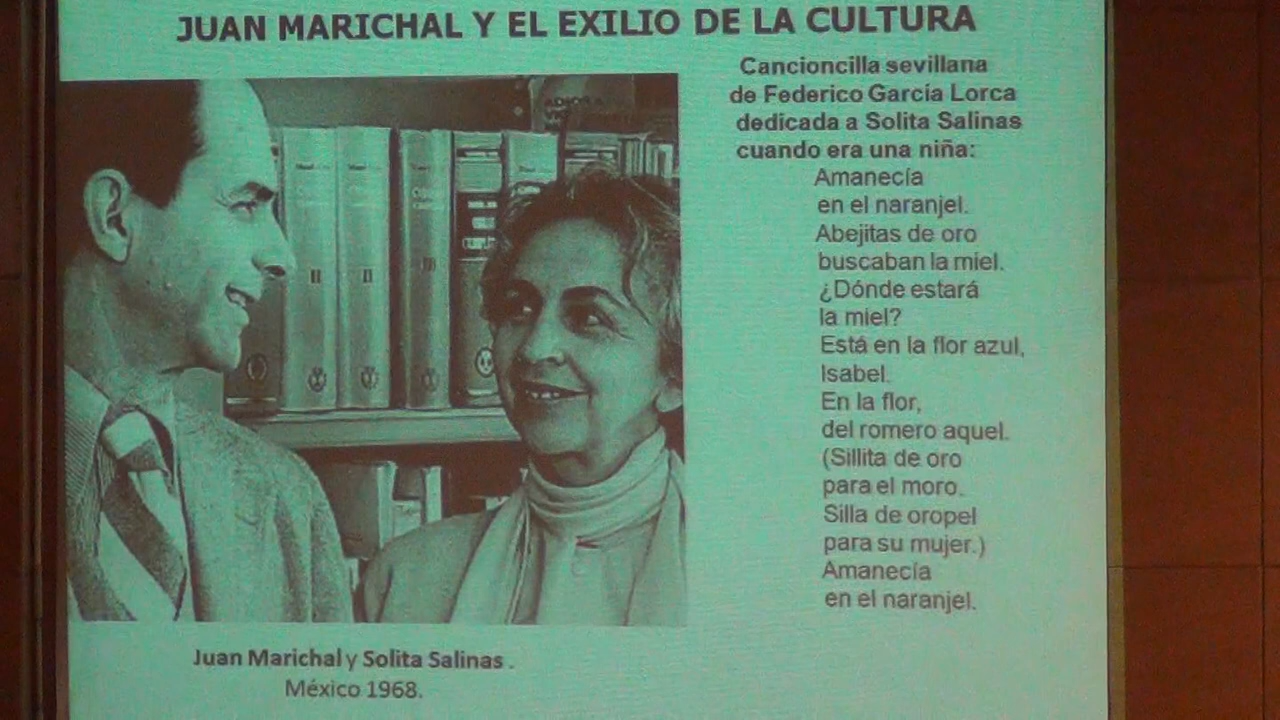 JUAN MARICHAL Y EL EXILIO DE LA CULTURA
Cancioncilla sevillana
de Federico García Lorca
dedicada a Solita Salinas
cuando era una niña:
Amanecía
en el naranjel.
Abejitas de oro
buscaban la miel.
¿Dónde estará
la miel?
Está en la flor azul,
Isabel.
En la flor,
del romero aquel.
(Sillita de oro
para el moro.
Silla de oropel
para su mujer.)
Amanecía
en el naranjel.
Juan Marichal y Solita Salinas .
México 1968.